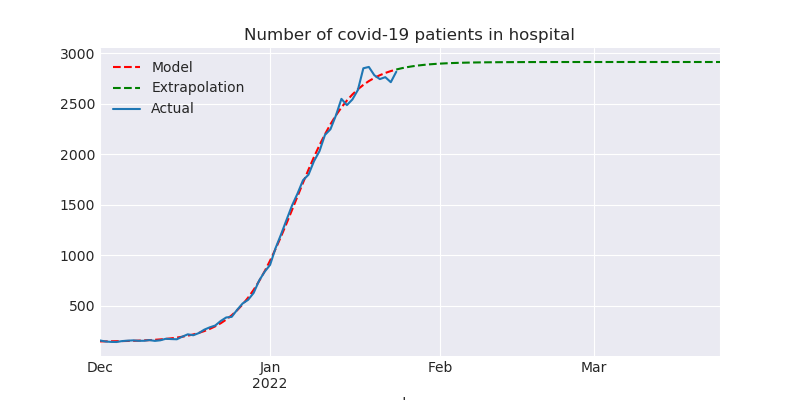 Number of covid-19 patients in hospital
3000
2500
2000
1500
1000
500
Model
Extrapolation
Actual
Dec
Jan
Feb
Mar
2022